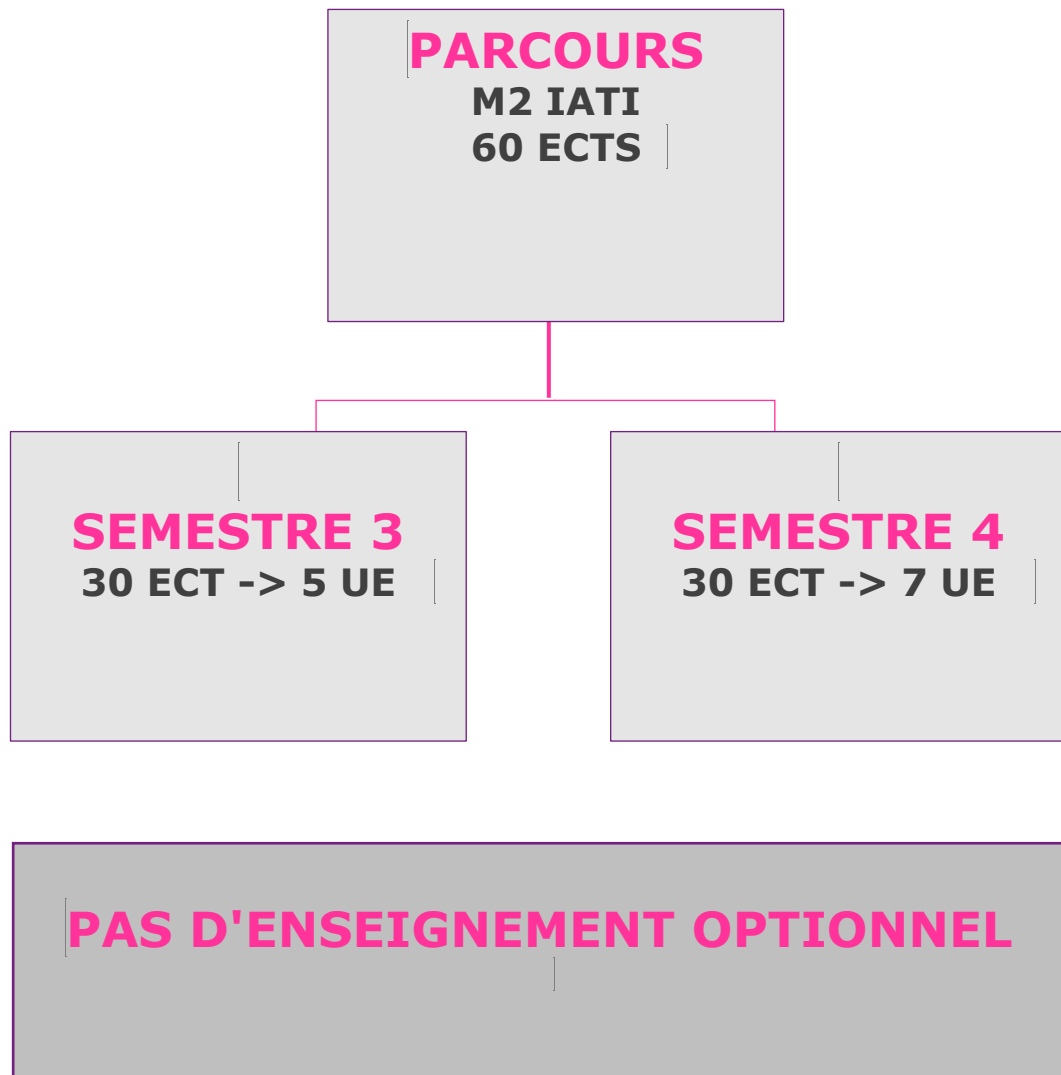 PARCOURS
M2 IATI
60 ECTS
SEMESTRE 3
30 ECT -> 5 UE
SEMESTRE 4
30 ECT -> 7 UE
PAS D'ENSEIGNEMENT OPTIONNEL